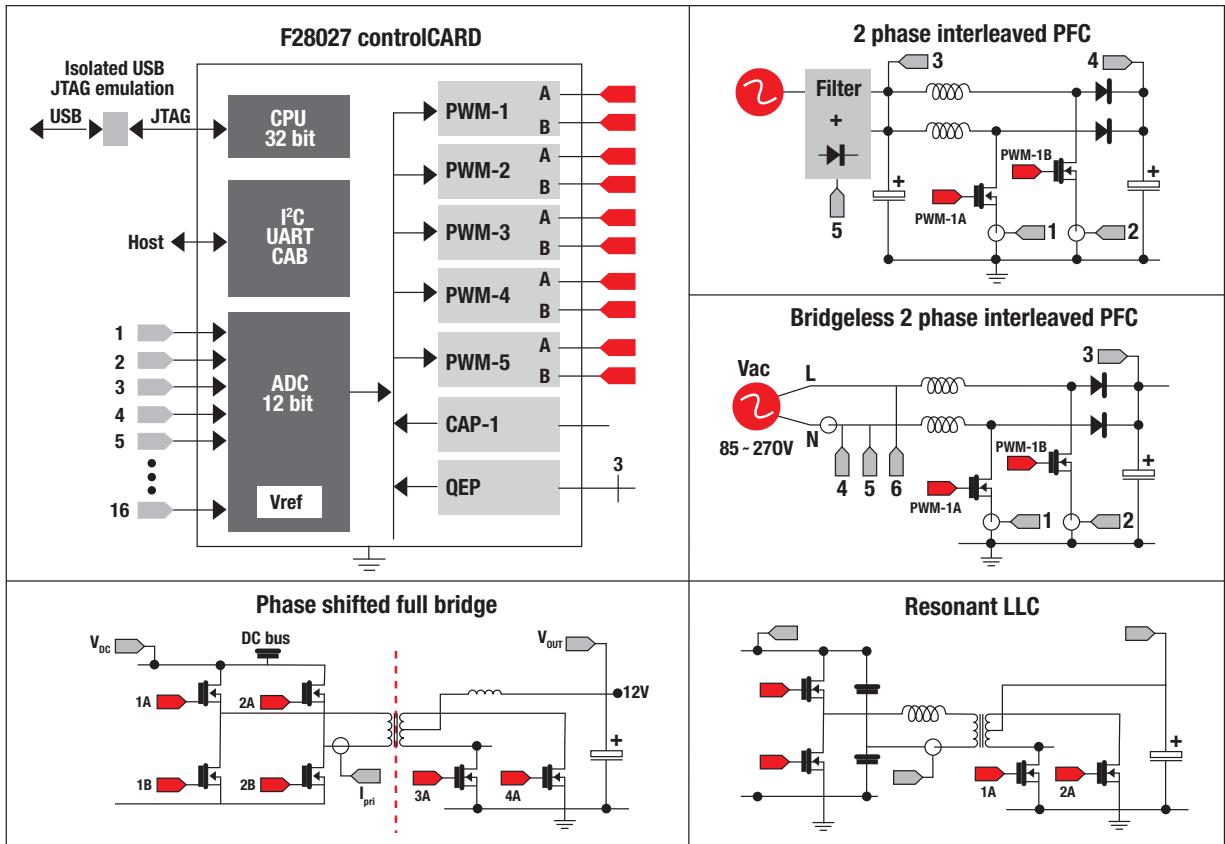 F28027 controlCARD
Isolated USB
JTAG emulation
USB
JTAG
CPU
32 bit
I²C
UART
CAB
Host
1
2
3
4
5
16
ADC
12 bit
Vref
PWM-1
A
B
PWM-2
A
B
PWM-3
A
B
PWM-4
A
B
PWM-5
A
B
CAP-1
QEP
3
2 phase interleaved PFC
3
4
Filter
+
5
PWM-1B
PWM-1A
+
+
1
2
Bridgeless 2 phase interleaved PFC
3
Vac
L
N
85 ~ 270V
4
5
6
PWM-1B
PWM-1A
+
1
2
Phase shifted full bridge
VDC
DC bus
VOUT
1A
2A
12V
+
1B
2B
Ipri
3A
4A
Resonant LLC
+
1A
2A